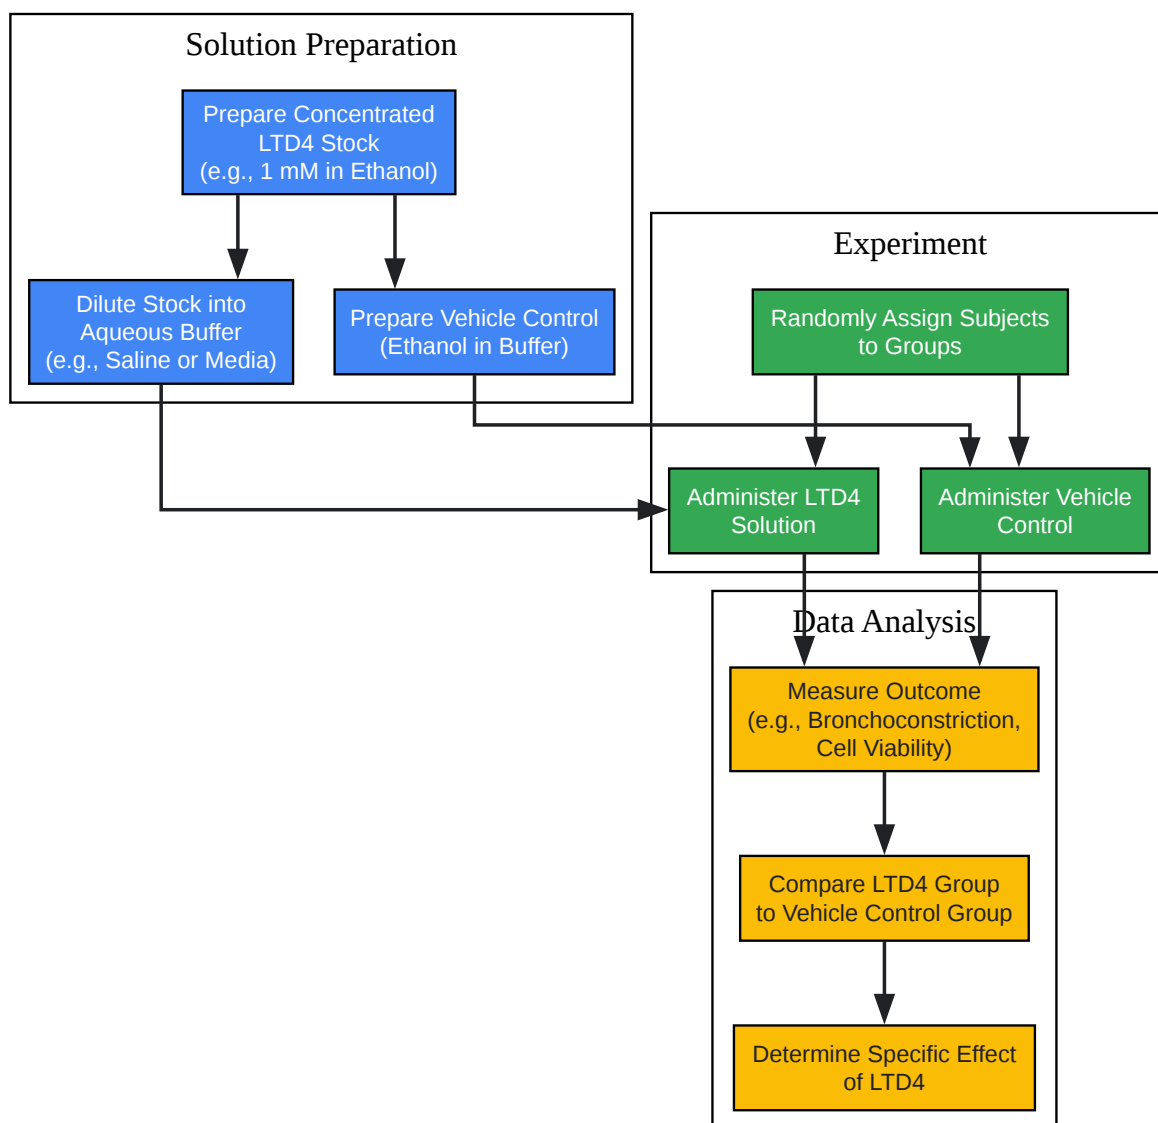 Solution Preparation
Prepare Concentrated
LTD4 Stock
(e.g., 1 mM in Ethanol)
Dilute Stock into
Aqueous Buffer
(e.g., Saline or Media)
Prepare Vehicle Control
(Ethanol in Buffer)
Experiment
Randomly Assign Subjects
to Groups
Administer LTD4
Solution
Administer Vehicle
Control
Data Analysis
Measure Outcome
(e.g., Bronchoconstriction,
Cell Viability)
Compare LTD4 Group
to Vehicle Control Group
Determine Specific Effect
of LTD4